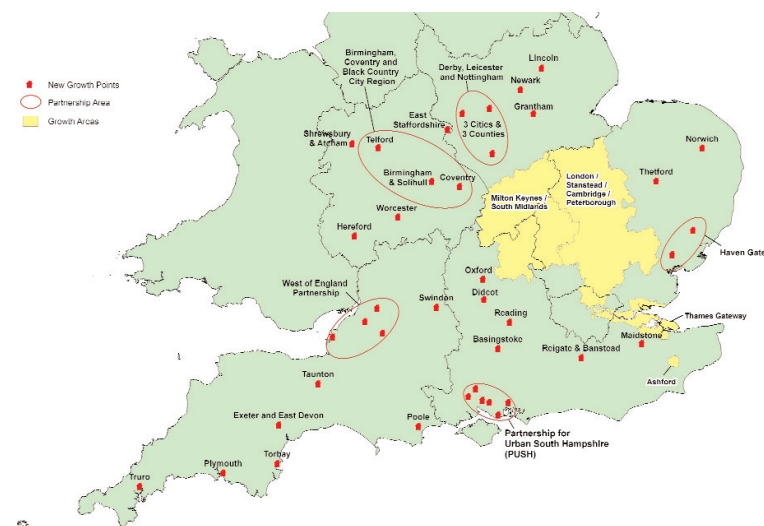 New Growth Points
Partnership Area
Growth Areas
Birmingham,
Coventry and
Black Country
City Region
Derby, Leicester
and Nottingham
Lincoln
Newark
Grantham
East
Staffordshire
3 Cities &
3 Counties
Shrewsbury
& Atcham
Telford
Norwich
Birmingham
& Solihull
Coventry
London /
Stanstead /
Cambridge /
Peterborough
Thetford
Milton Keynes /
South Midlands
Worcester
Hereford
Haven Gate
West of England
Partnership
Oxford
Didcot
Swindon
Reading
Thames Gateway
Basingstoke
Reigate & Banstead
Maidstone
Ashford
Taunton
Exeter and East Devon
Poole
Partnership for
Urban South Hampshire
(PUSH)
Torbay
Plymouth
Truro